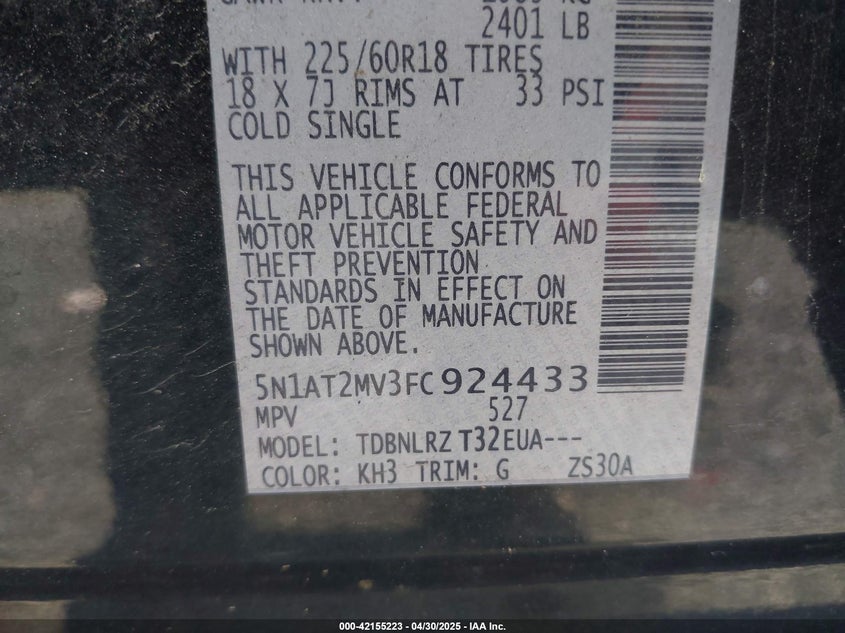 2401 LB
WITH 225/60R18 TIRES
18 X 7J RIMS AT 33 PSI
COLD SINGLE
THIS VEHICLE CONFORMS TO
ALL APPLICABLE FEDERAL
MOTOR VEHICLE SAFETY AND
THEFT PREVENTION
STANDARDS IN EFFECT ON
THE DATE OF MANUFACTURE
SHOWN ABOVE.
5N1AT2MV3FC924433
MPV 527
MODEL: TDBNLRZ T32EUA---
COLOR: KH3 TRIM: G ZS30A
000-42155223 - 04/30/2025 - IAA Inc.